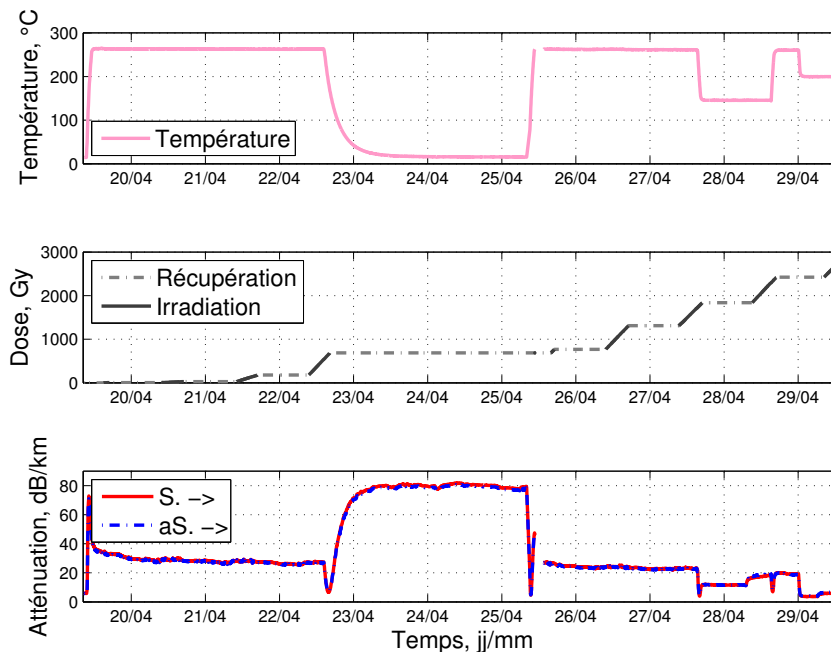 Température, °C
300
200
100
0
Température
20/04 21/04 22/04 23/04 24/04 25/04 26/04 27/04 28/04 29/04
Dose, Gy
3000
2000
1000
0
Récupération
Irradiation
20/04 21/04 22/04 23/04 24/04 25/04 26/04 27/04 28/04 29/04
Atténuation, dB/km
80
60
40
20
0
S. −>
aS. −>
20/04 21/04 22/04 23/04 24/04 25/04 26/04 27/04 28/04 29/04
Temps, jj/mm